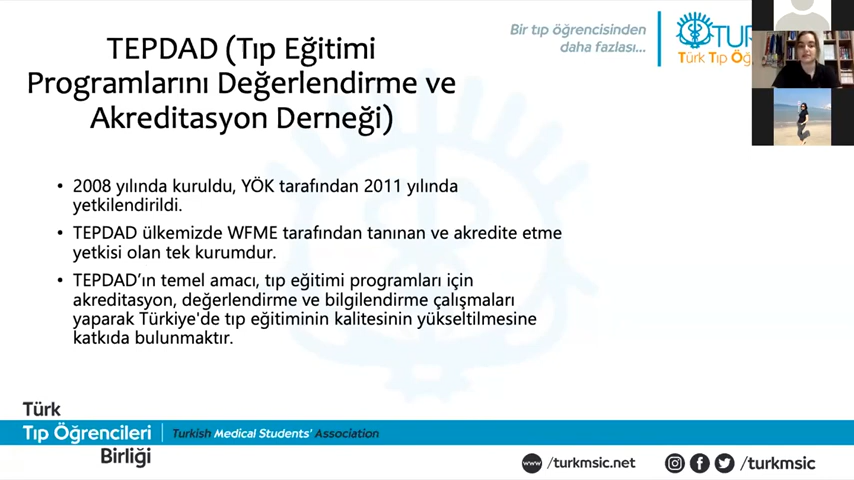 TEPDAD (Tıp Eğitimi
Programlarını Değerlendirme ve
Akreditasyon Derneği)
Bir tıp öğrencisinden
daha fazlası...
Türk Tıp
• 2008 yılında kuruldu, YÖK tarafından 2011 yılında
yetkilendirildi.
• TEPDAD ülkemizde WFME tarafından tanınan ve akredite etme
yetkisi olan tek kurumdur.
• TEPDAD’ın temel amacı, tıp eğitimi programları için
akreditasyon, değerlendirme ve bilgilendirme çalışmaları
yaparak Türkiye'de tıp eğitiminin kalitesinin yükseltilmesine
katkıda bulunmaktır.
Türk
Tıp Öğrencileri
Birliği
Turkish Medical Students' Association
www /turkmsic.net
/turkmsic